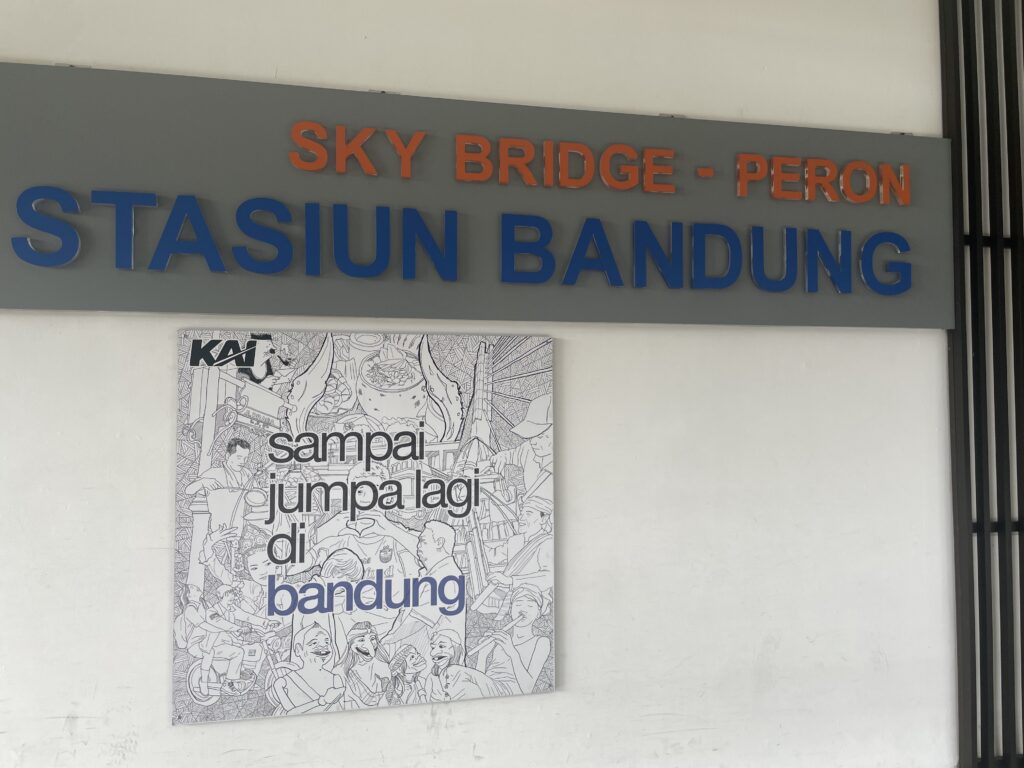 SKY BRIDGE - PERON
STASIUN BANDUNG
KAI
sampai
jumpa lagi
di
bandung